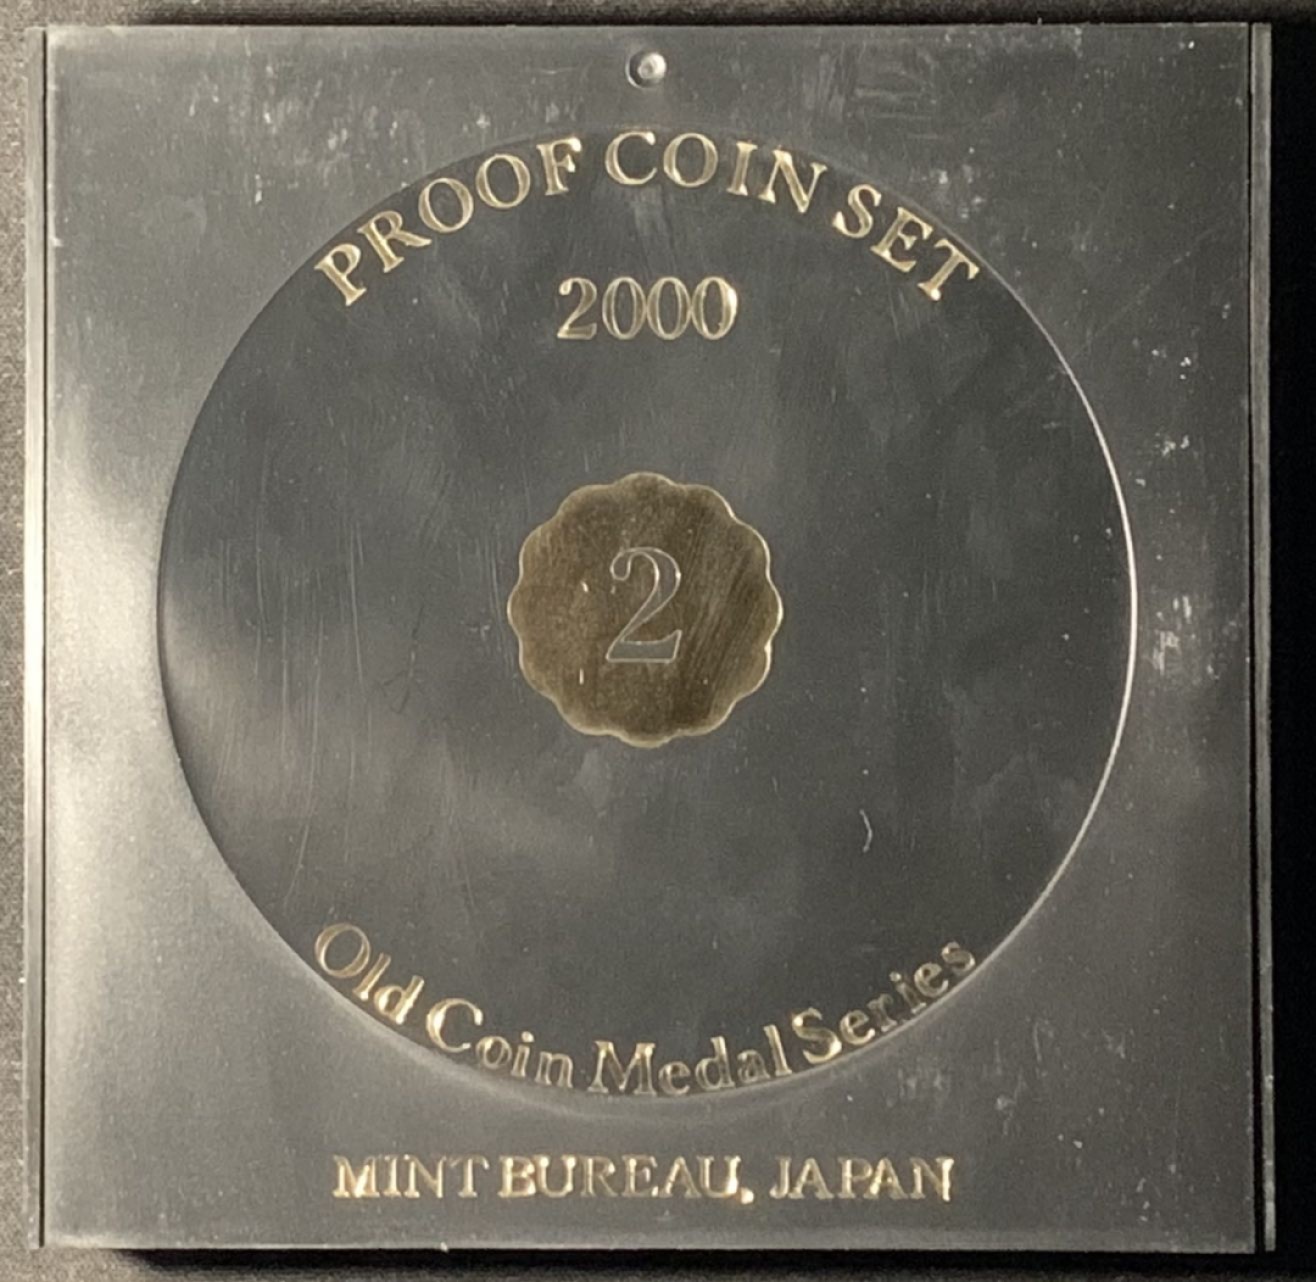 PROOF COIN SET
2000
2
Old Coin Medal Series
MINT BUREAU, JAPAN